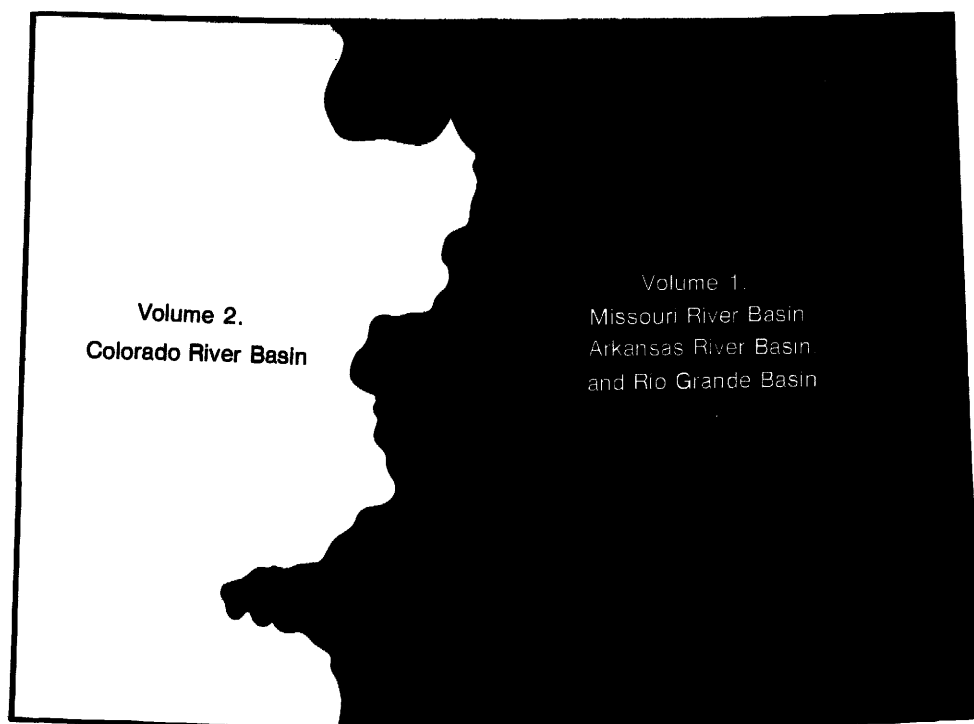 Volume 2.
Colorado River Basin
Volume 1.
Missouri River Basin
Arkansas River Basin
and Rio Grande Basin